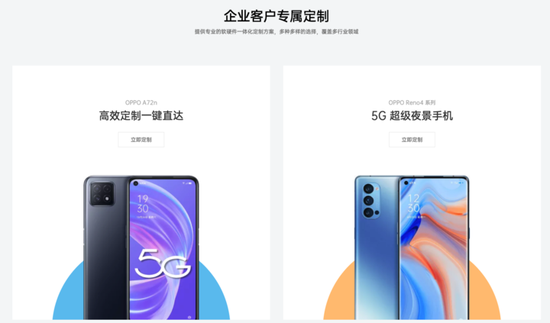 企业客户专属定制
提供专业的软硬件一体化定制方案，多种多样的选择，覆盖多行业领域
OPPO A72n
高效定制一键直达
立即定制
19
30
5G
OPPO Reno4 系列
5G 超级夜景手机
立即定制
12
30